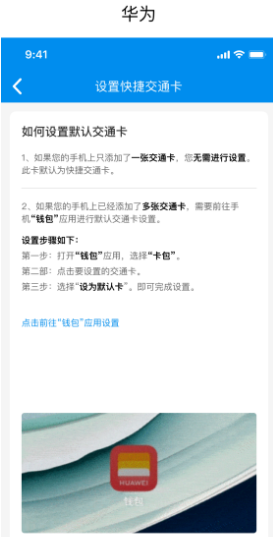 华为
9:41
设置快捷交通卡
如何设置默认交通卡
1、如果您的手机上只添加了一张交通卡，您无需进行设置。
此卡默认为快捷交通卡。
2、如果您的手机上已经添加了多张交通卡，需要前往手
机“钱包”应用进行默认交通卡设置。
设置步骤如下：
第一步：打开“钱包”应用，选择“卡包”。
第二部：点击要设置的交通卡。
第三步：选择“设为默认卡”。即可完成设置。
点击前往“钱包”应用设置
HUAWEI
钱包